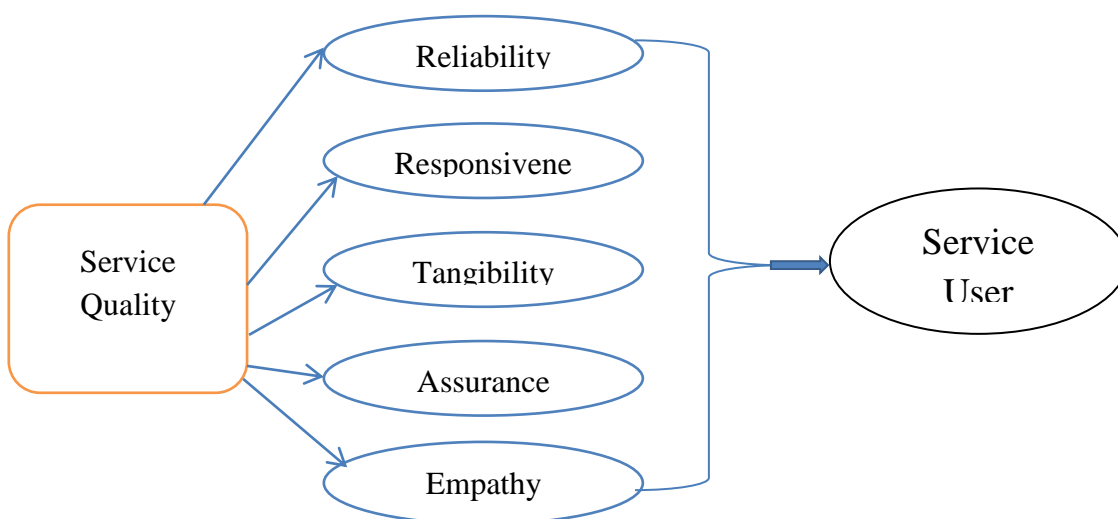 Reliability
Responsivene
Service
Quality
Tangibility
Assurance
Empathy
Service
User